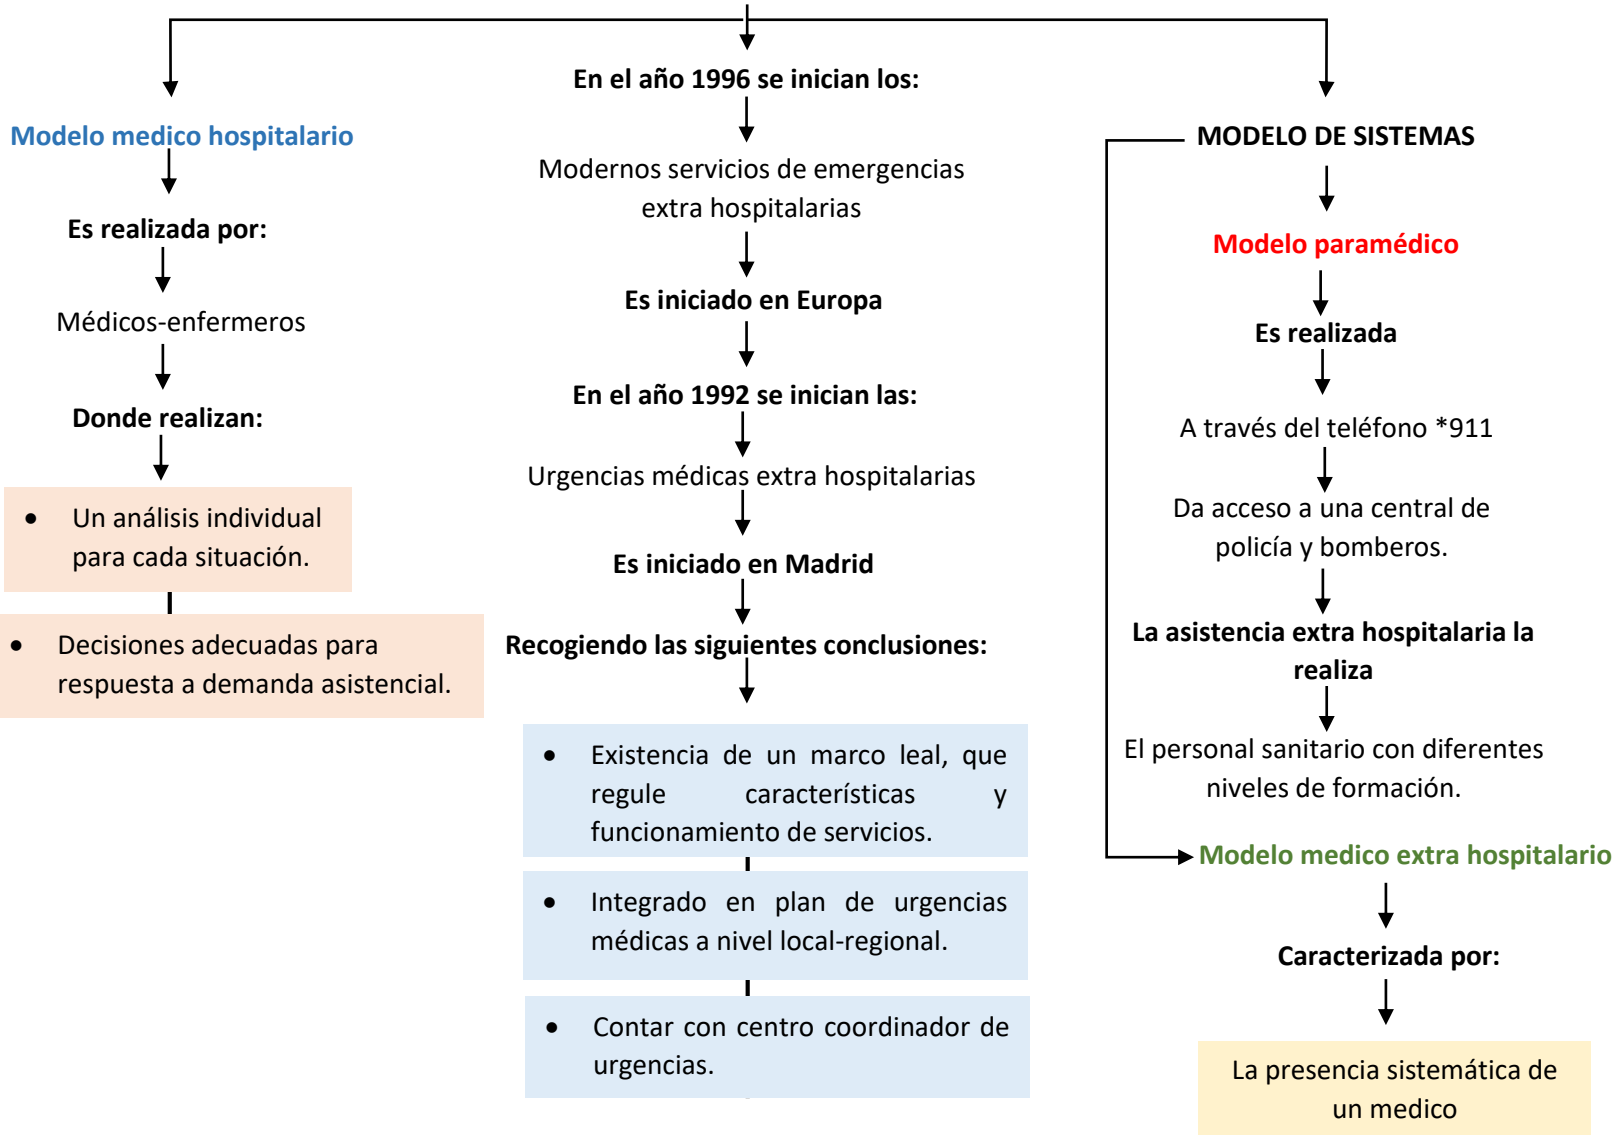 Modelo medico hospitalario
Es realizada por:
Médicos-enfermeros
Donde realizan:
• Un análisis individual
para cada situación.
• Decisiones adecuadas para
respuesta a demanda asistencial.
En el año 1996 se inician los:
Modernos servicios de emergencias
extra hospitalarias
Es iniciado en Europa
En el año 1992 se inician las:
Urgencias médicas extra hospitalarias
Es iniciado en Madrid
Recogiendo las siguientes conclusiones:
• Existencia de un marco leal, que
regule características y
funcionamiento de servicios.
• Integrado en plan de urgencias
médicas a nivel local-regional.
• Contar con centro coordinador de
urgencias.
MODELO DE SISTEMAS
Modelo paramédico
Es realizada
A través del teléfono *911
Da acceso a una central de
policía y bomberos.
La asistencia extra hospitalaria la
realiza
El personal sanitario con diferentes
niveles de formación.
Modelo medico extra hospitalario
Caracterizada por:
La presencia sistemática de
un medico